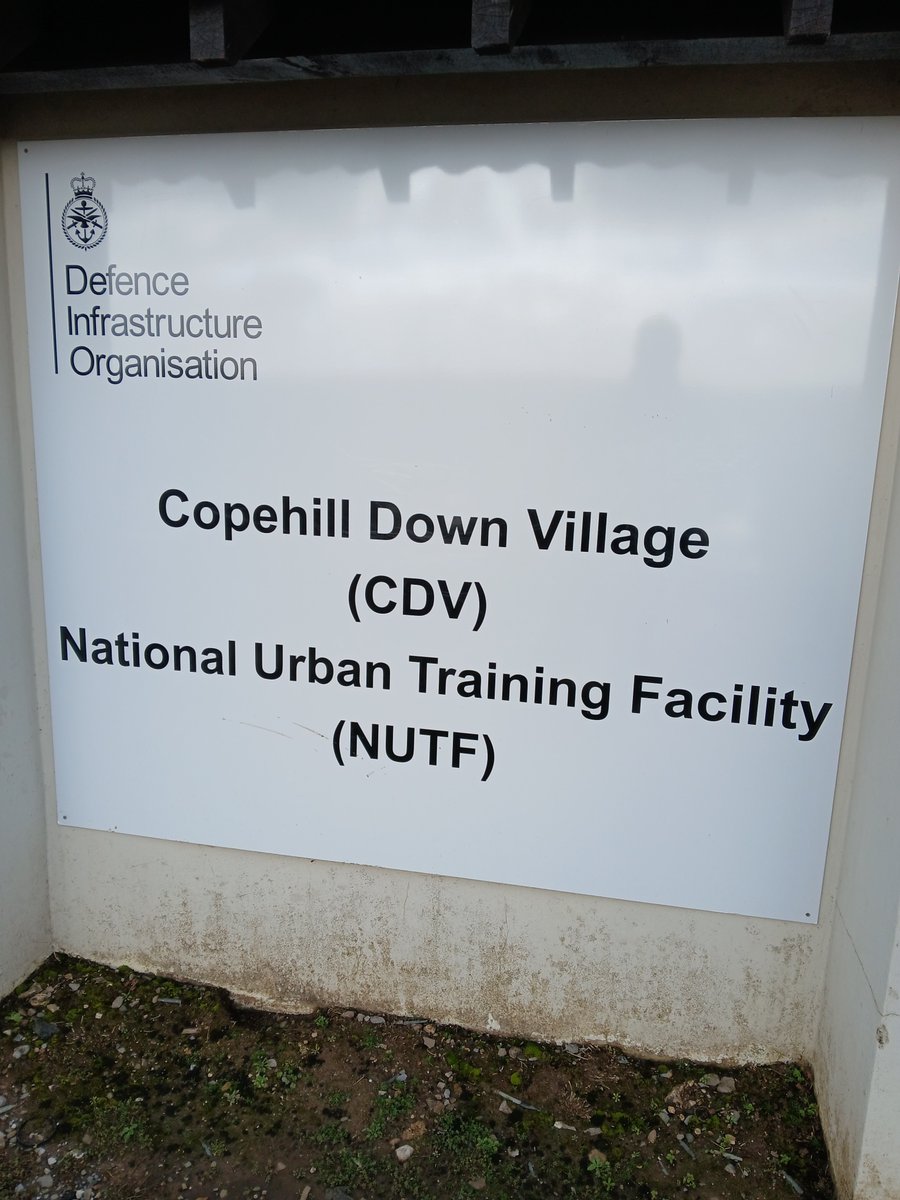 Defence
Infrastructure
Organisation
Copehill Down Village
(CDV)
National Urban Training Facility
(NUTF)